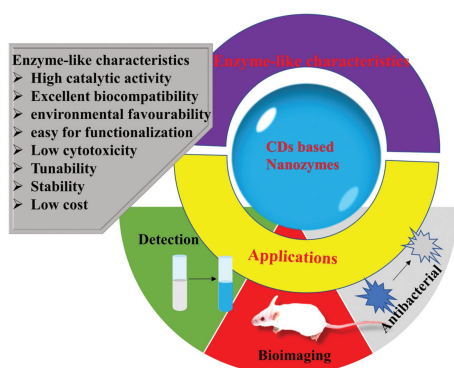 Enzyme-like characteristics
➤ High catalytic activity
➤ Excellent biocompatibility
➤ environmental favourability
➤ easy for functionalization
➤ Low cytotoxicity
➤ Tunability
➤ Stability
➤ Low cost
Enzyme-like characteristics
CDs based
Nanozymes
Applications
Detection
Bioimaging
Antibacterial